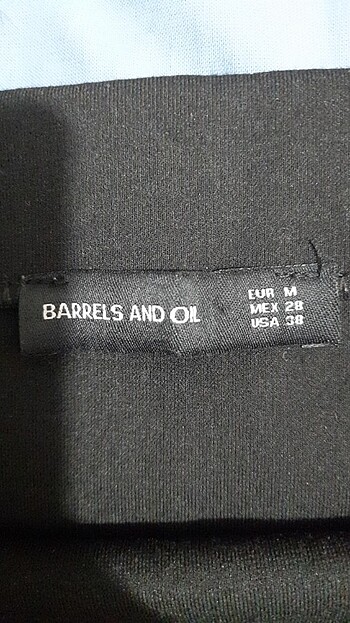 BARRELS AND OIL
EUR M
MEX 28
USA 38